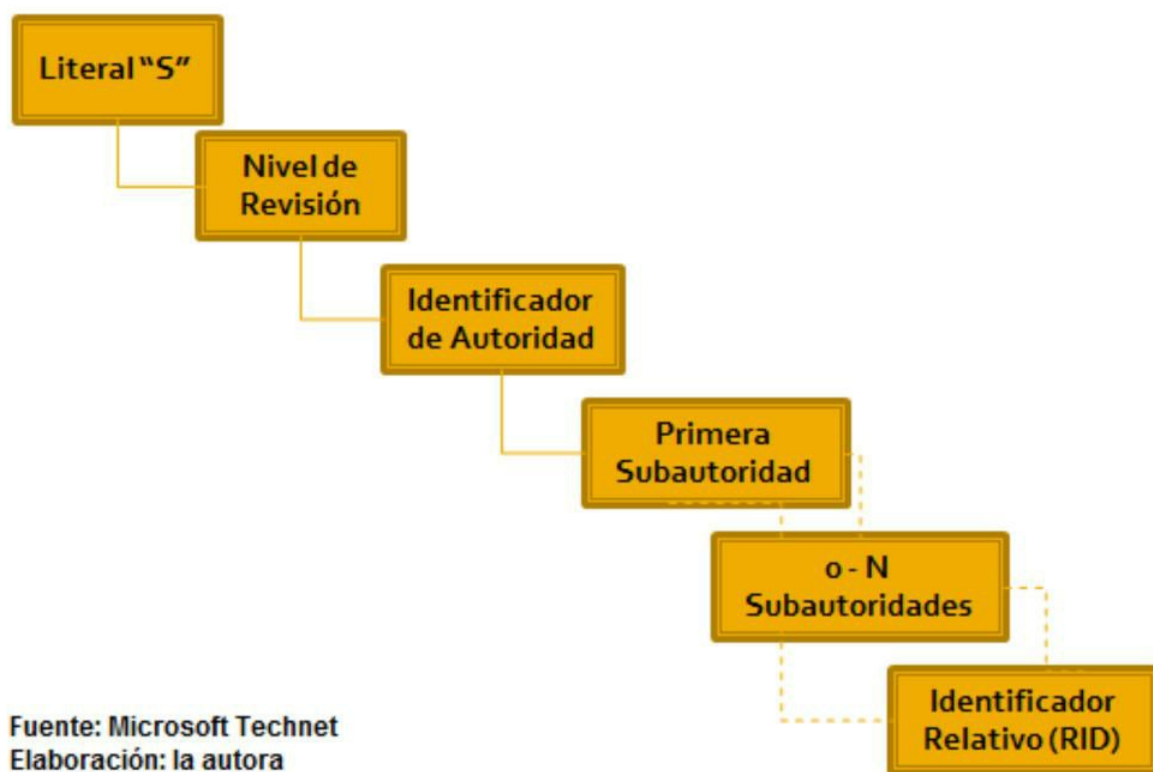 Literal “S”
Nivel de
Revisión
Identificador
de Autoridad
Primera
Subautoridad
0 - N
Subautoridades
Identificador
Relativo (RID)
Fuente: Microsoft Technet
Elaboración: la autora